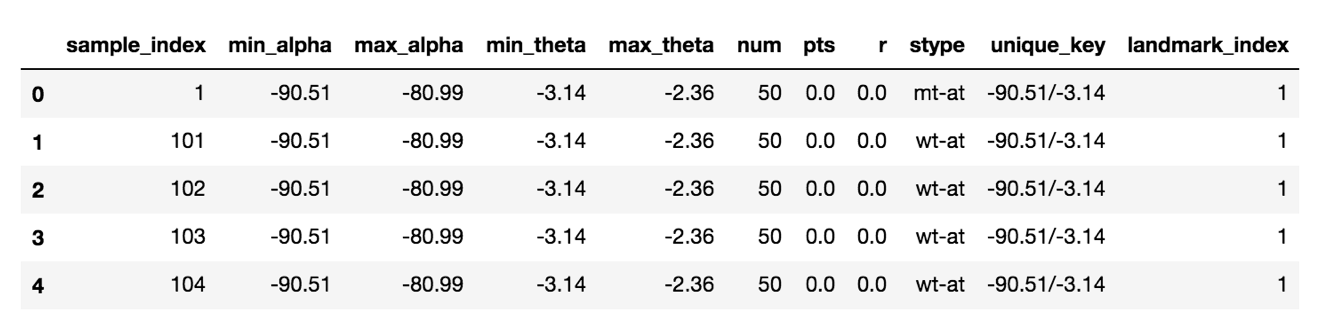 sample_index min_alpha max_alpha min_theta max_theta num pts r stype unique_key landmark_index
0 1 -90.51 -80.99 -3.14 -2.36 50 0.0 0.0 mt-at -90.51/-3.14 1
1 101 -90.51 -80.99 -3.14 -2.36 50 0.0 0.0 wt-at -90.51/-3.14 1
2 102 -90.51 -80.99 -3.14 -2.36 50 0.0 0.0 wt-at -90.51/-3.14 1
3 103 -90.51 -80.99 -3.14 -2.36 50 0.0 0.0 wt-at -90.51/-3.14 1
4 104 -90.51 -80.99 -3.14 -2.36 50 0.0 0.0 wt-at -90.51/-3.14 1